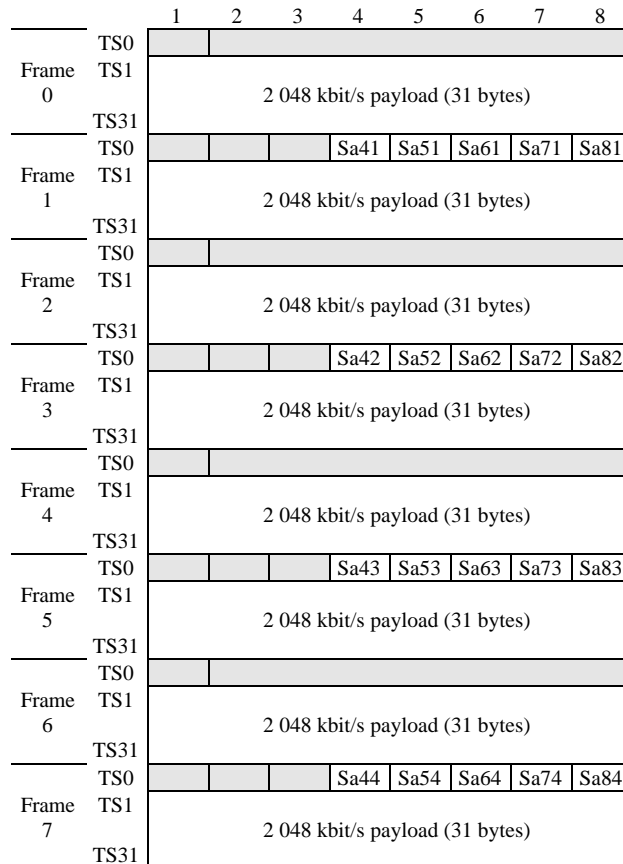 1 2 3 4 5 6 7 8
TS0
Frame TS1
0 2 048 kbit/s payload (31 bytes)
TS31
TS0 Sa41 Sa51 Sa61 Sa71 Sa81
Frame TS1
1 2 048 kbit/s payload (31 bytes)
TS31
TS0
Frame TS1
2 2 048 kbit/s payload (31 bytes)
TS31
TS0 Sa42 Sa52 Sa62 Sa72 Sa82
Frame TS1
3 2 048 kbit/s payload (31 bytes)
TS31
TS0
Frame TS1
4 2 048 kbit/s payload (31 bytes)
TS31
TS0 Sa43 Sa53 Sa63 Sa73 Sa83
Frame TS1
5 2 048 kbit/s payload (31 bytes)
TS31
TS0
Frame TS1
6 2 048 kbit/s payload (31 bytes)
TS31
TS0 Sa44 Sa54 Sa64 Sa74 Sa84
Frame TS1
7 2 048 kbit/s payload (31 bytes)
TS31